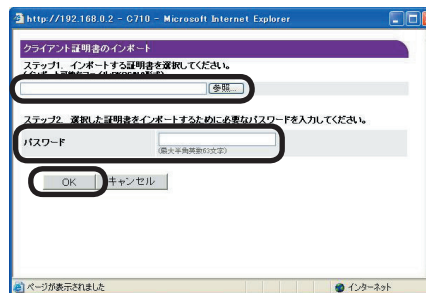 http://192.168.0.2 - C710 - Microsoft Internet Explorer
クライアント証明書のインポート
ステップ1. インポートする証明書を選択してください。
参照...
ステップ2. 選択した証明書をインポートするために必要なパスワードを入力してください。
パスワード
(最大半角英数63文字)
OK キャンセル
ページが表示されました インターネット